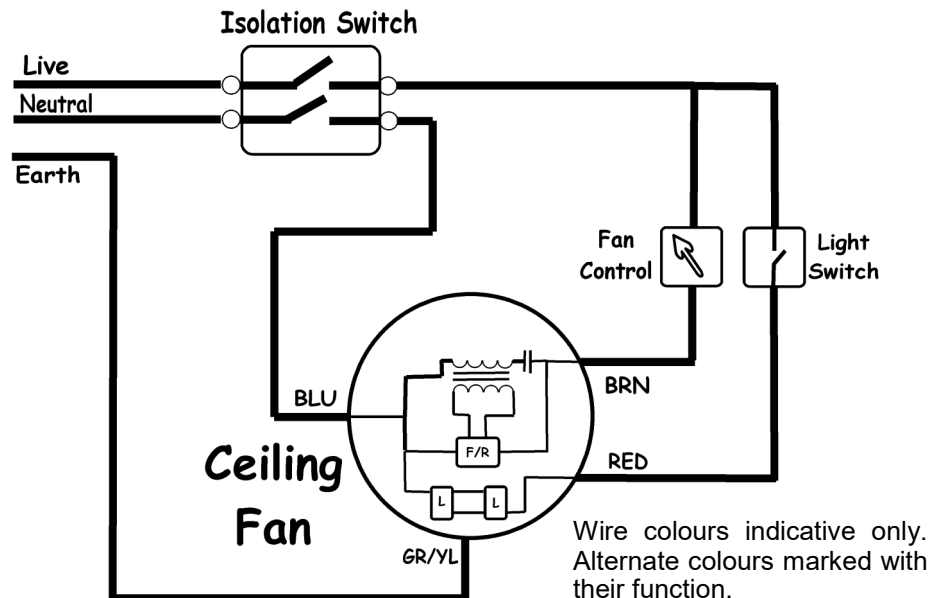 Isolation Switch
Live
Neutral
Earth
Fan
Control
Light
Switch
BLU
BRN
F/R
RED
L L
Ceiling
Fan
GR/YL
Wire colours indicative only.
Alternate colours marked with
their function.